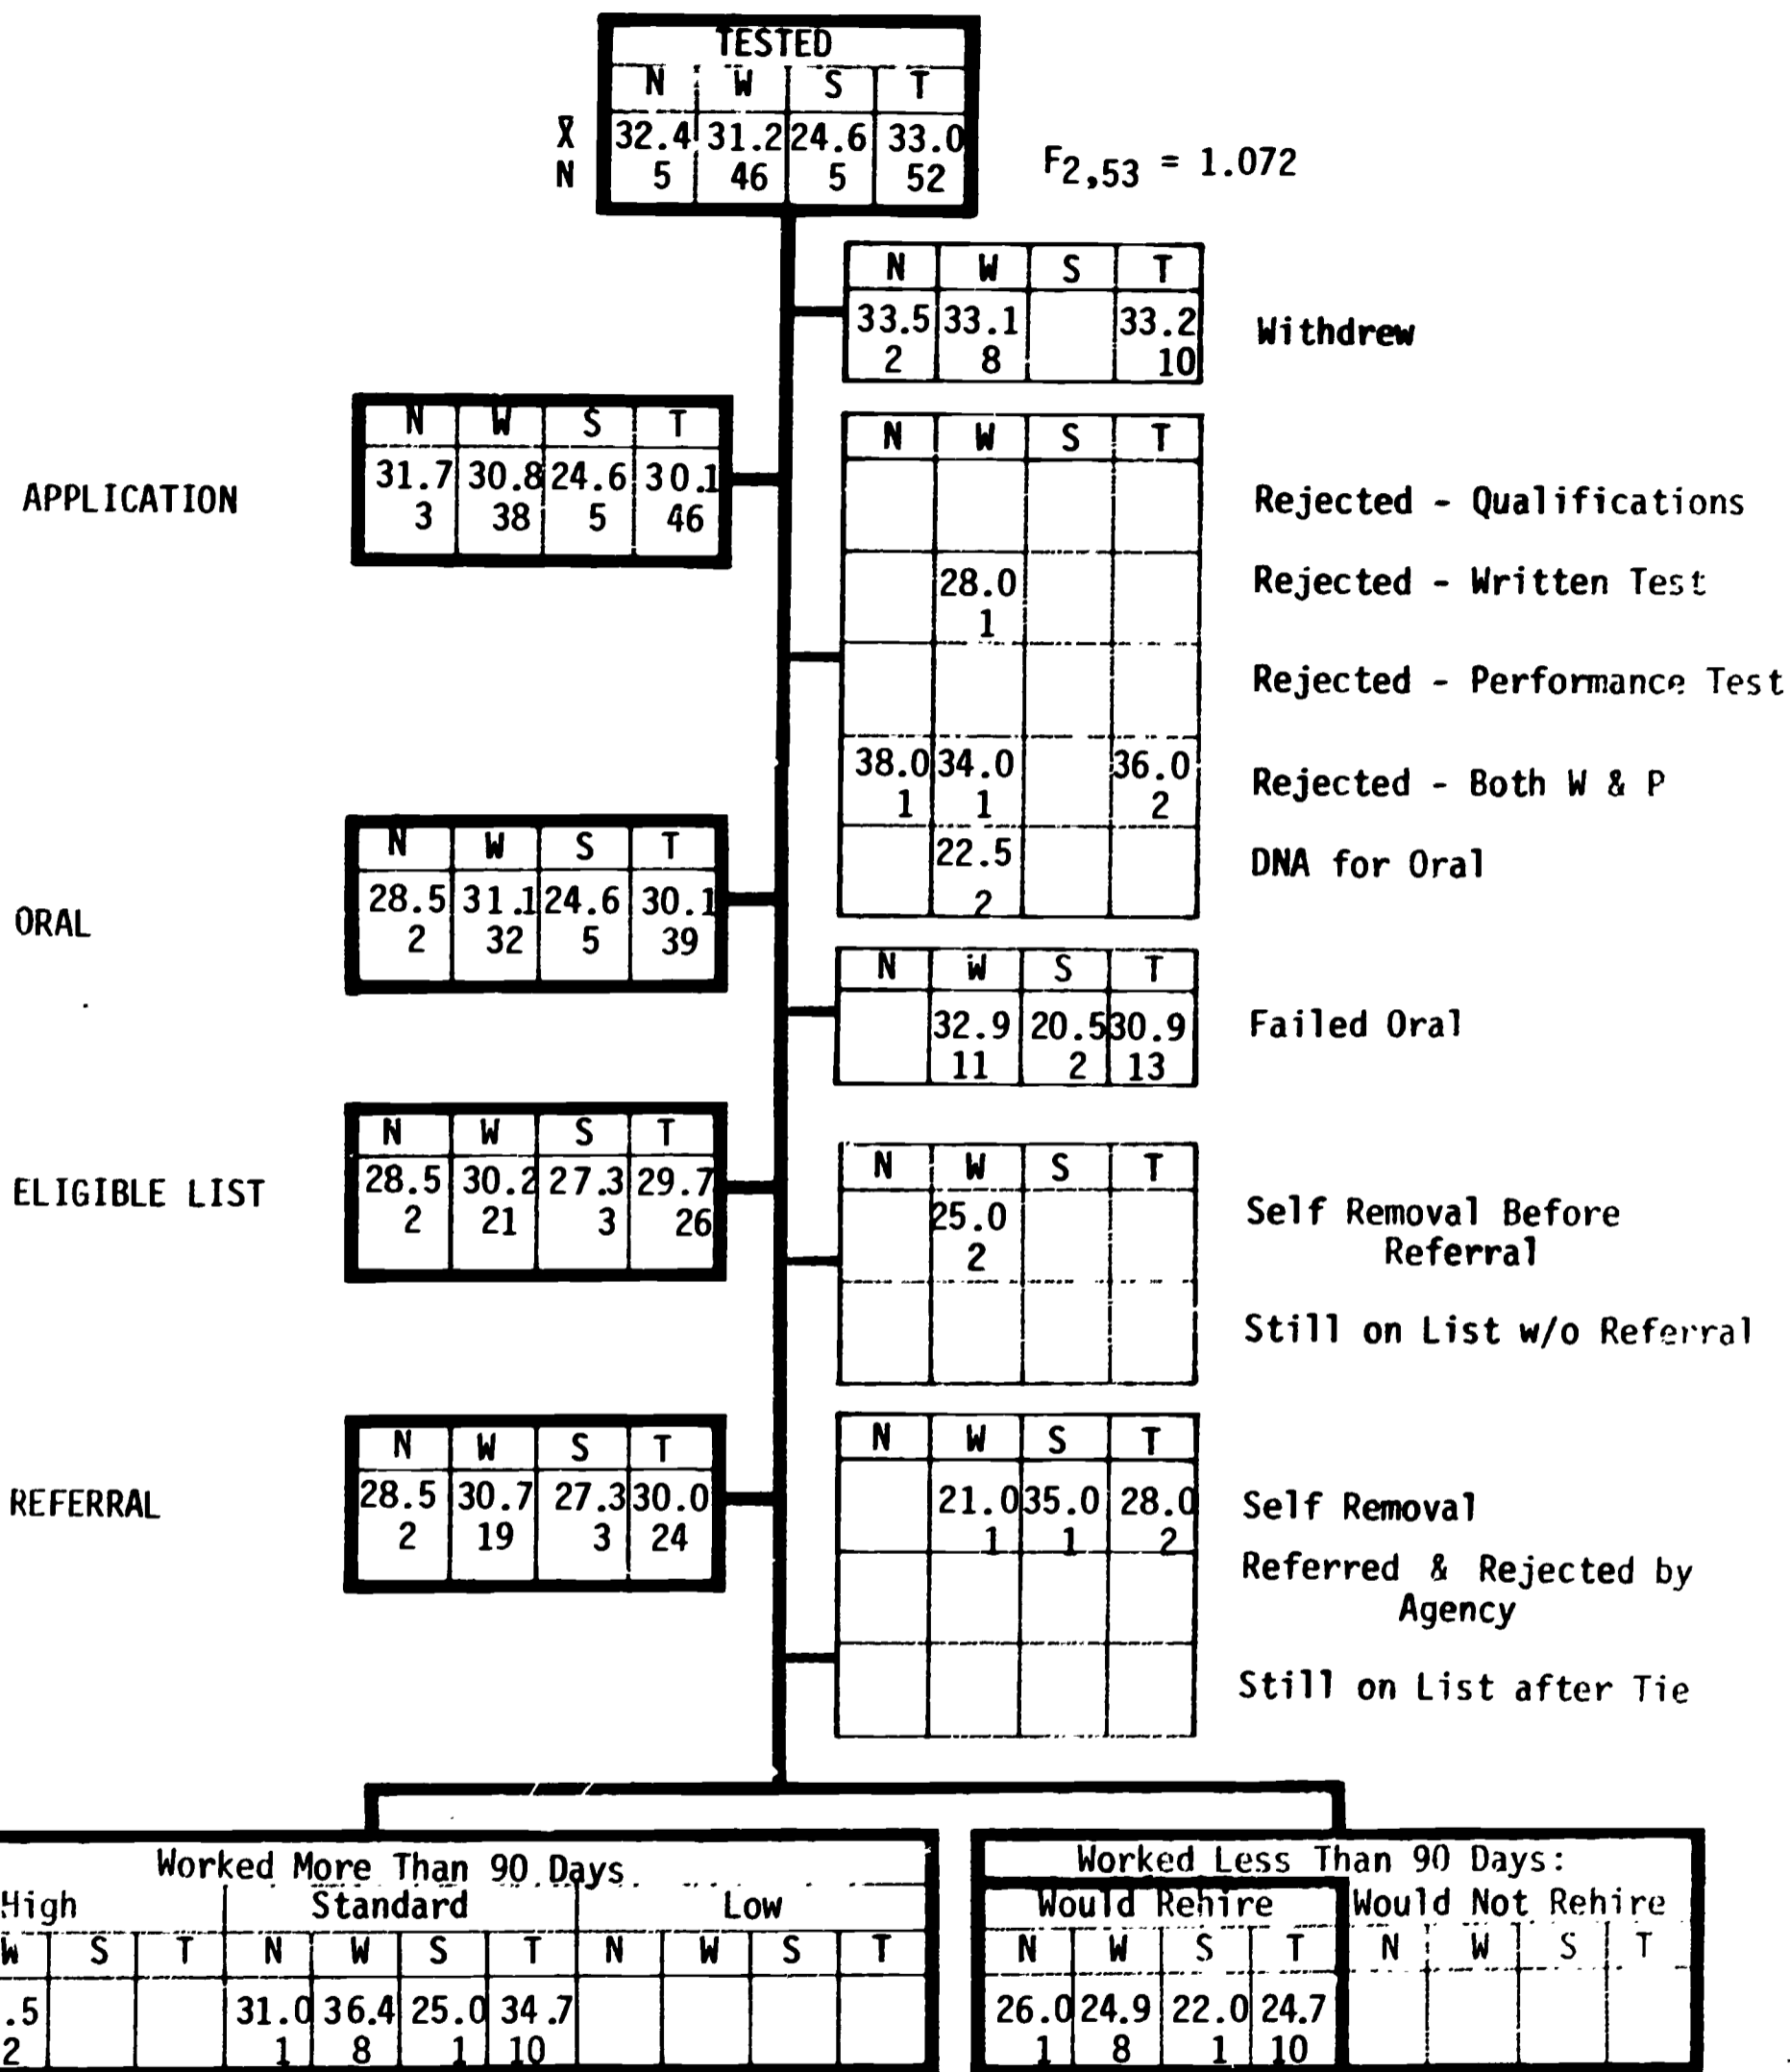 TESTED
N W S T
X̄ 32.4 31.2 24.6 33.0
N 5 46 5 52
F2,53 = 1.072
N W S T
33.5 33.1 33.2
2 8 10
Withdrew
APPLICATION
N W S T
31.7 30.8 24.6 30.1
3 38 5 46
N W S T
Rejected - Qualifications
28.0
1
Rejected - Written Test
Rejected - Performance Test
38.0 34.0 36.0
1 1 2
Rejected - Both W & P
22.5
2
DNA for Oral
ORAL
N W S T
28.5 31.1 24.6 30.1
2 32 5 39
N W S T
32.9 20.5 30.9
11 2 13
Failed Oral
ELIGIBLE LIST
N W S T
28.5 30.2 27.3 29.7
2 21 3 26
N W S T
25.0
2
Self Removal Before
Referral
Still on List w/o Referral
REFERRAL
N W S T
28.5 30.7 27.3 30.0
2 19 3 24
N W S T
21.0 35.0 28.0
1 1 2
Self Removal
Referred & Rejected by
Agency
Still on List after Tie
Worked More Than 90 Days
High Standard Low
W S T N W S T N W S T
.5 31.0 36.4 25.0 34.7
2 1 8 1 10
Worked Less Than 90 Days:
Would Rehire Would Not Rehire
N W S T N W S T
26.0 24.9 22.0 24.7
1 8 1 10